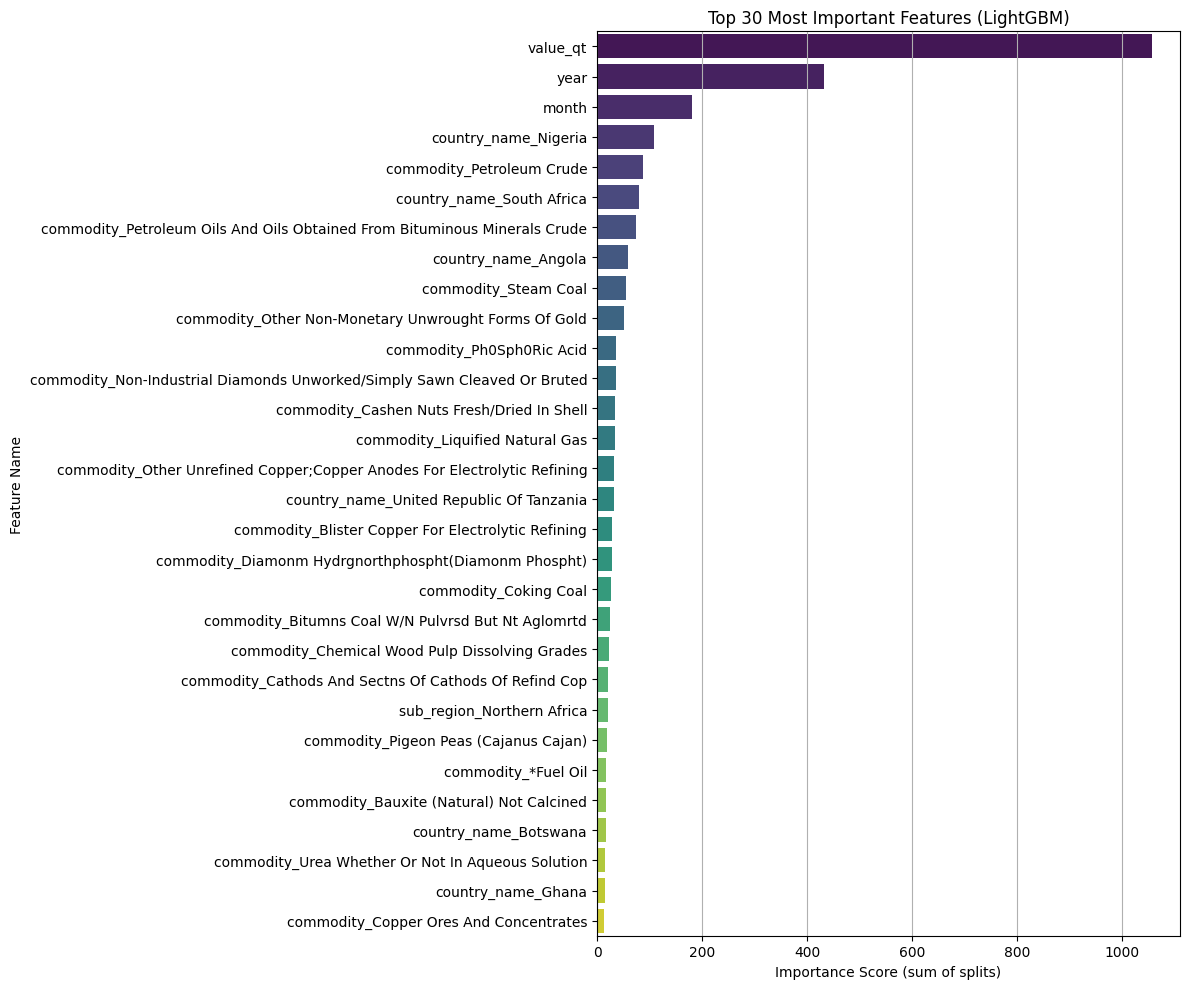 Top 30 Most Important Features (LightGBM)
value_qt
year
month
country_name_Nigeria
commodity_Petroleum Crude
country_name_South Africa
commodity_Petroleum Oils And Oils Obtained From Bituminous Minerals Crude
country_name_Angola
commodity_Steam Coal
commodity_Other Non-Monetary Unwrought Forms Of Gold
commodity_Ph0Sph0Ric Acid
commodity_Non-Industrial Diamonds Unworked/Simply Sawn Cleaved Or Bruted
commodity_Cashen Nuts Fresh/Dried In Shell
commodity_Liquified Natural Gas
commodity_Other Unrefined Copper;Copper Anodes For Electrolytic Refining
country_name_United Republic Of Tanzania
commodity_Blister Copper For Electrolytic Refining
commodity_Diamonm Hydrgnorthphospht(Diamonm Phospht)
commodity_Coking Coal
commodity_Bitumns Coal W/N Pulvrsd But Nt Aglomrtd
commodity_Chemical Wood Pulp Dissolving Grades
commodity_Cathods And Sectns Of Cathods Of Refind Cop
sub_region_Northern Africa
commodity_Pigeon Peas (Cajanus Cajan)
commodity_*Fuel Oil
commodity_Bauxite (Natural) Not Calcined
country_name_Botswana
commodity_Urea Whether Or Not In Aqueous Solution
country_name_Ghana
commodity_Copper Ores And Concentrates
Feature Name
0 200 400 600 800 1000
Importance Score (sum of splits)